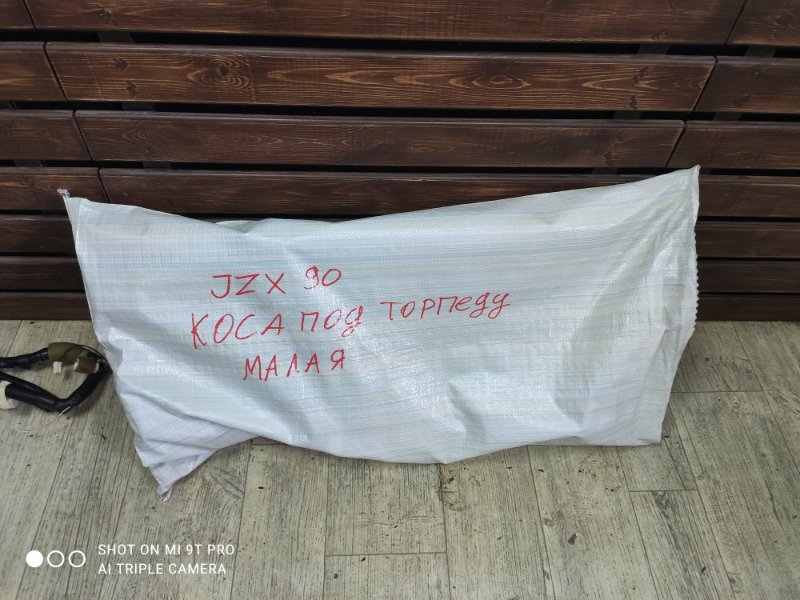 JZX 90
КОСА ПОД ТОРПЕДУ
МАЛАЯ
SHOT ON MI 9T PRO
AI TRIPLE CAMERA